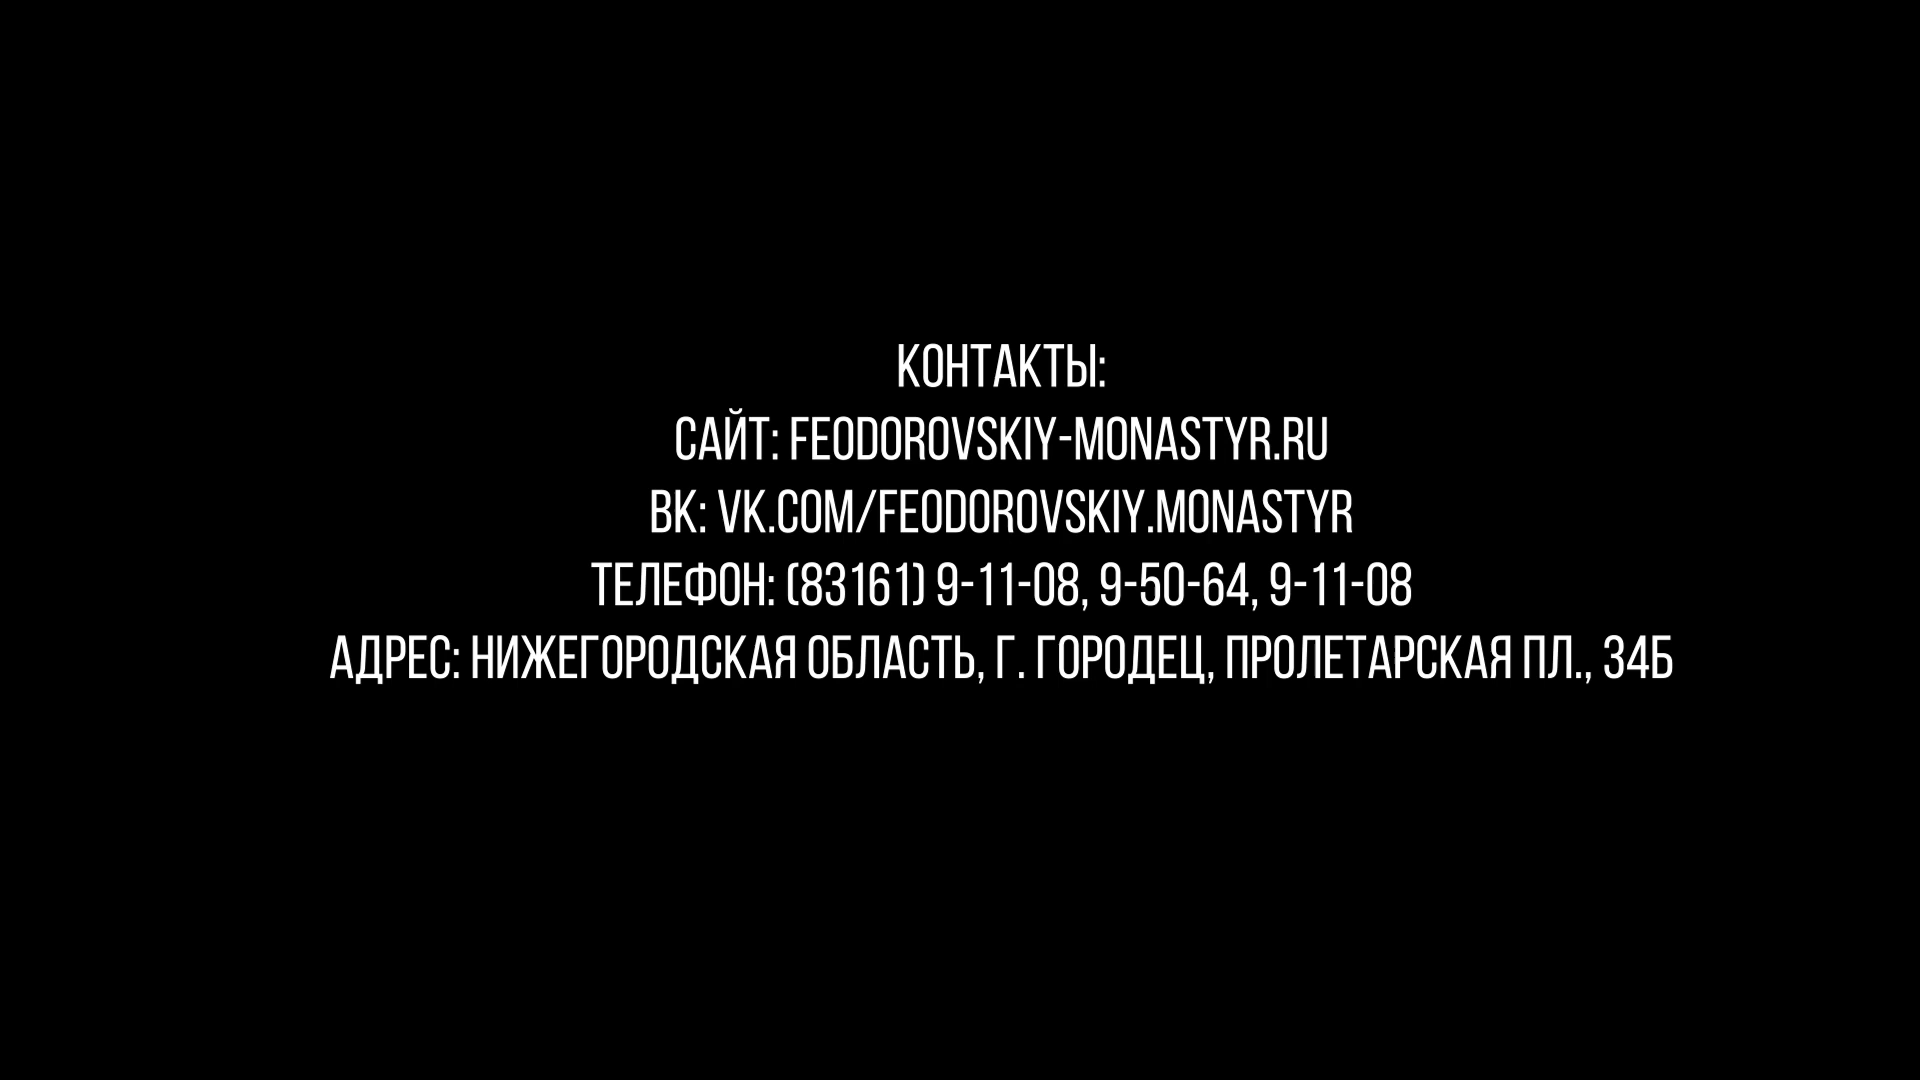 КОНТАКТЫ:
САЙТ: FEODOROVSKIY-MONASTYR.RU
ВК: VK.COM/FEODOROVSKIY.MONASTYR
ТЕЛЕФОН: (83161) 9-11-08, 9-50-64, 9-11-08
АДРЕС: НИЖЕГОРОДСКАЯ ОБЛАСТЬ, Г. ГОРОДЕЦ, ПРОЛЕТАРСКАЯ ПЛ., 34Б